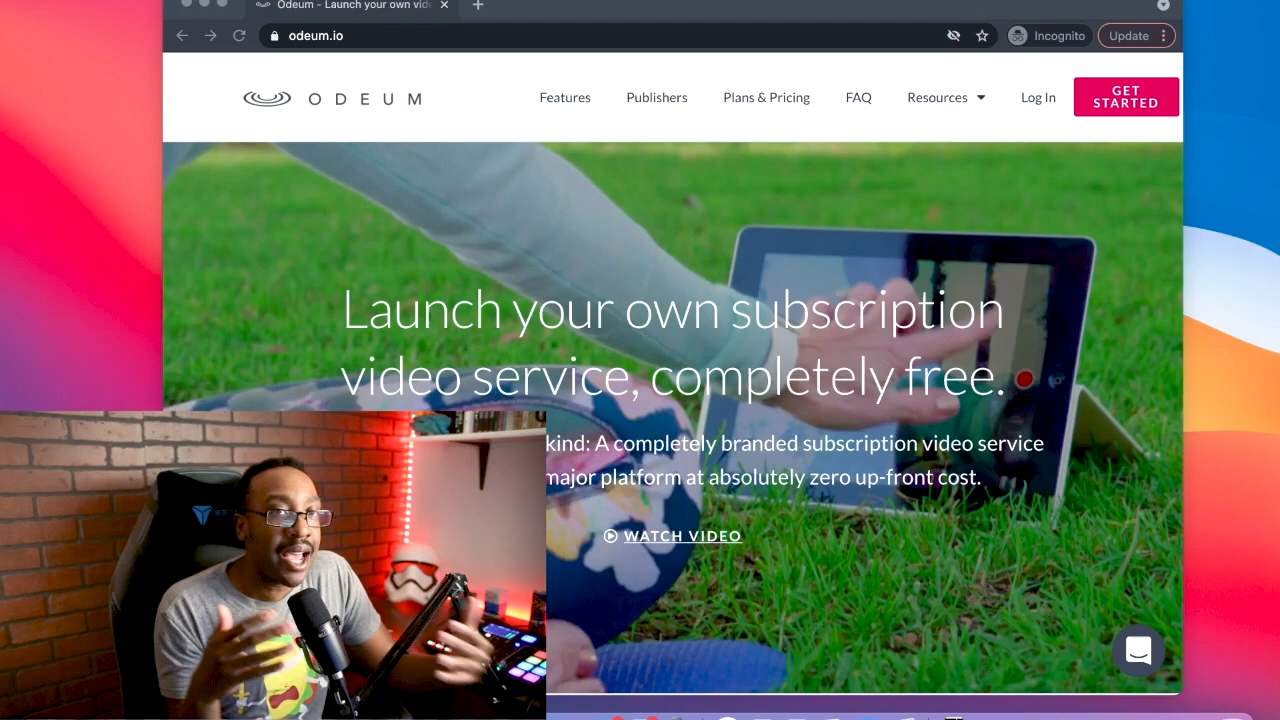 Odeum - Launch your own vide
odeum.io
Incognito
Update
ODEUM
Features
Publishers
Plans & Pricing
FAQ
Resources
Log In
GET
STARTED
Launch your own subscription
video service, completely free.
kind: A completely branded subscription video service
major platform at absolutely zero up-front cost.
WATCH VIDEO